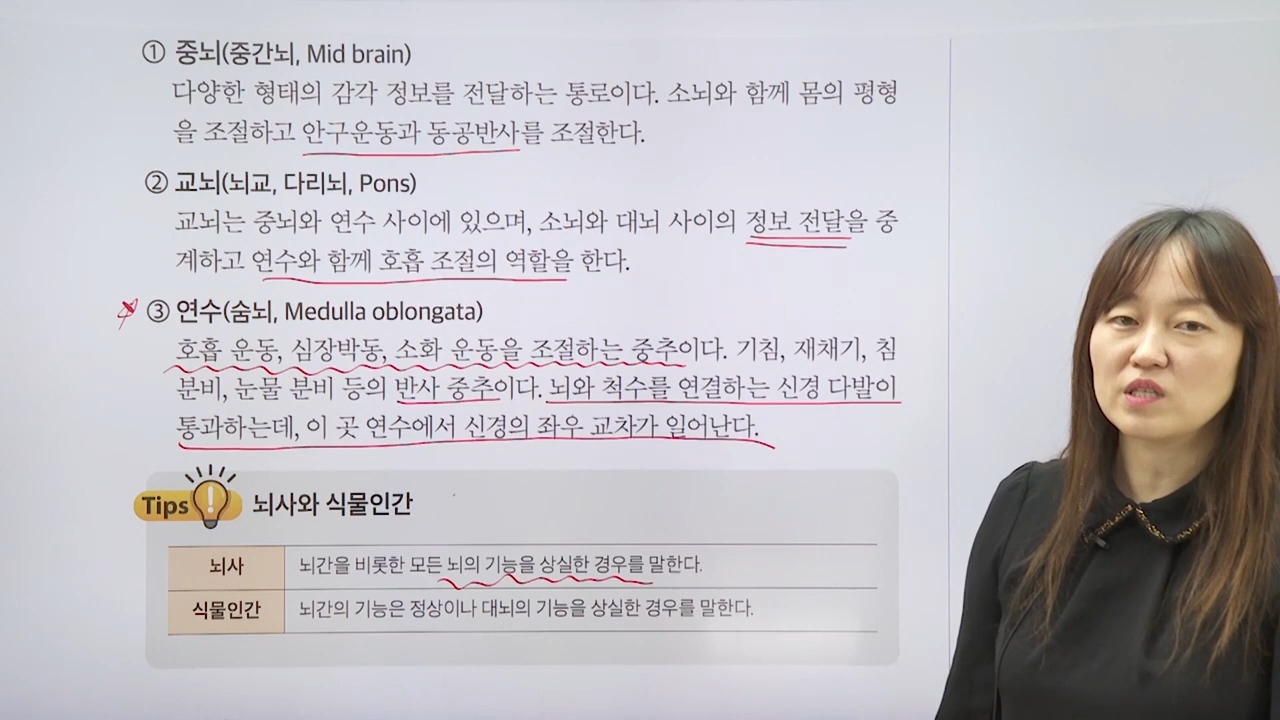 ① 중뇌(중간뇌, Mid brain)
다양한 형태의 감각 정보를 전달하는 통로이다. 소뇌와 함께 몸의 평형
을 조절하고 안구운동과 동공반사를 조절한다.
② 교뇌(뇌교, 다리뇌, Pons)
교뇌는 중뇌와 연수 사이에 있으며, 소뇌와 대뇌 사이의 정보 전달을 중
계하고 연수와 함께 호흡 조절의 역할을 한다.
③ 연수(숨뇌, Medulla oblongata)
호흡 운동, 심장박동, 소화 운동을 조절하는 중추이다. 기침, 재채기, 침
분비, 눈물 분비 등의 반사 중추이다. 뇌와 척수를 연결하는 신경 다발이
통과하는데, 이 곳 연수에서 신경의 좌우 교차가 일어난다.
Tips 뇌사와 식물인간
뇌사 뇌간을 비롯한 모든 뇌의 기능을 상실한 경우를 말한다.
식물인간 뇌간의 기능은 정상이나 대뇌의 기능을 상실한 경우를 말한다.